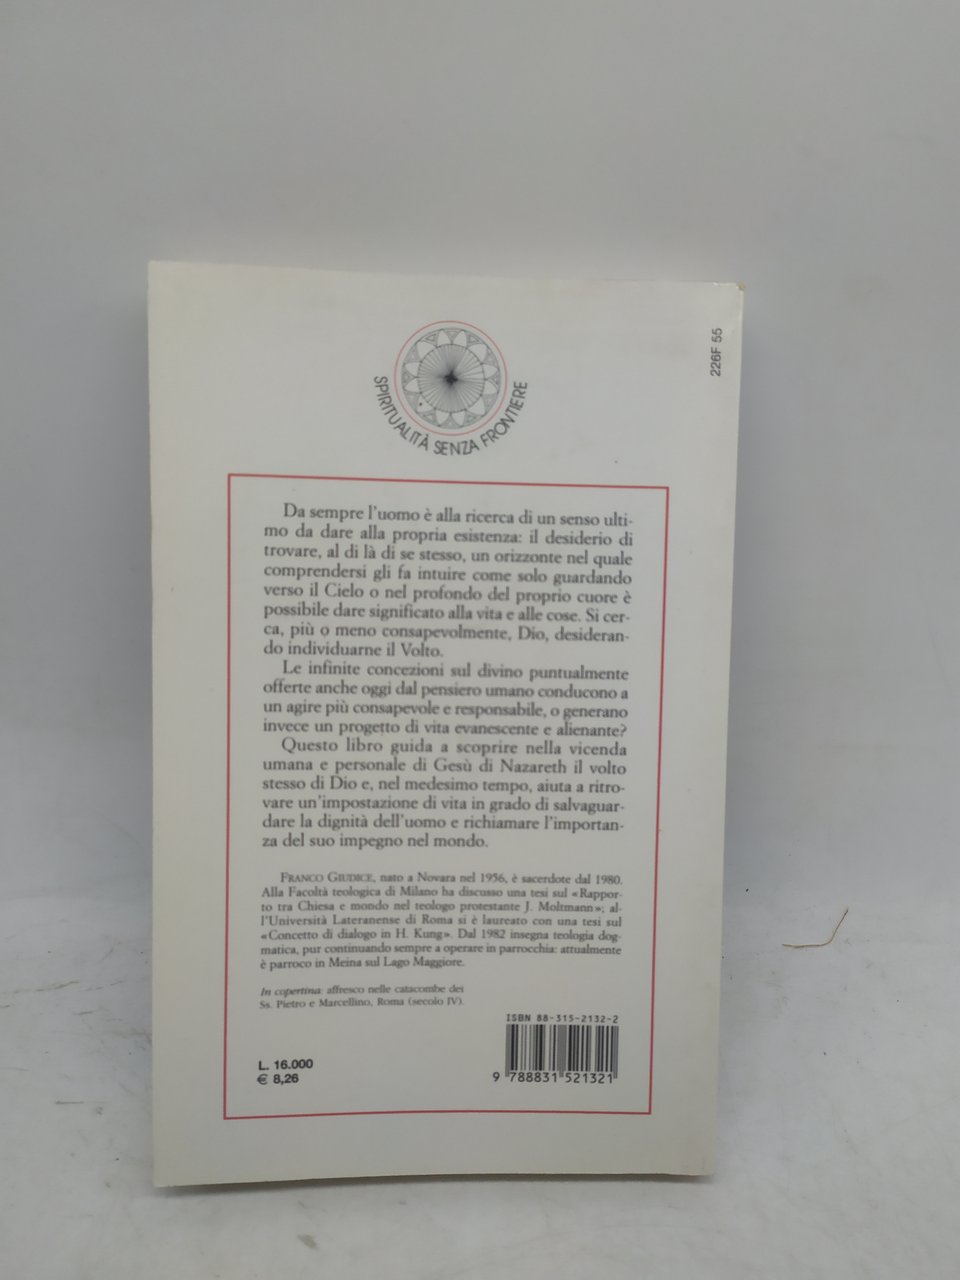 226F 55
SPIRITUALITÀ SENZA FRONTIERE
Da sempre l'uomo è alla ricerca di un senso ulti-
mo da dare alla propria esistenza: il desiderio di
trovare, al di là di se stesso, un orizzonte nel quale
comprendersi gli fa intuire come solo guardando
verso il Cielo o nel profondo del proprio cuore è
possibile dare significato alla vita e alle cose. Si cer-
ca, più o meno consapevolmente, Dio, desideran-
do individuarne il Volto.
Le infinite concezioni sul divino puntualmente
offerte anche oggi dal pensiero umano conducono a
un agire più consapevole e responsabile, o generano
invece un progetto di vita evanescente e alienante?
Questo libro guida a scoprire nella vicenda
umana e personale di Gesù di Nazareth il volto
stesso di Dio e, nel medesimo tempo, aiuta a ritro-
vare un'impostazione di vita in grado di salvaguar-
dare la dignità dell'uomo e richiamare l'importan-
za del suo impegno nel mondo.
FRANCO GIUDICE, nato a Novara nel 1956, è sacerdote dal 1980.
Alla Facoltà teologica di Milano ha discusso una tesi sul «Rappor-
to tra Chiesa e mondo nel teologo protestante J. Moltmann»; al-
l'Università Lateranense di Roma si è laureato con una tesi sul
«Concetto di dialogo in H. Kung». Dal 1982 insegna teologia dog-
matica, pur continuando sempre a operare in parrocchia: attualmente
è parroco in Meina sul Lago Maggiore.
In copertina: affresco nelle catacombe dei
Ss. Pietro e Marcellino, Roma (secolo IV).
ISBN 88-315-2132-2
L. 16.000
€ 8,26
9 788831 521321